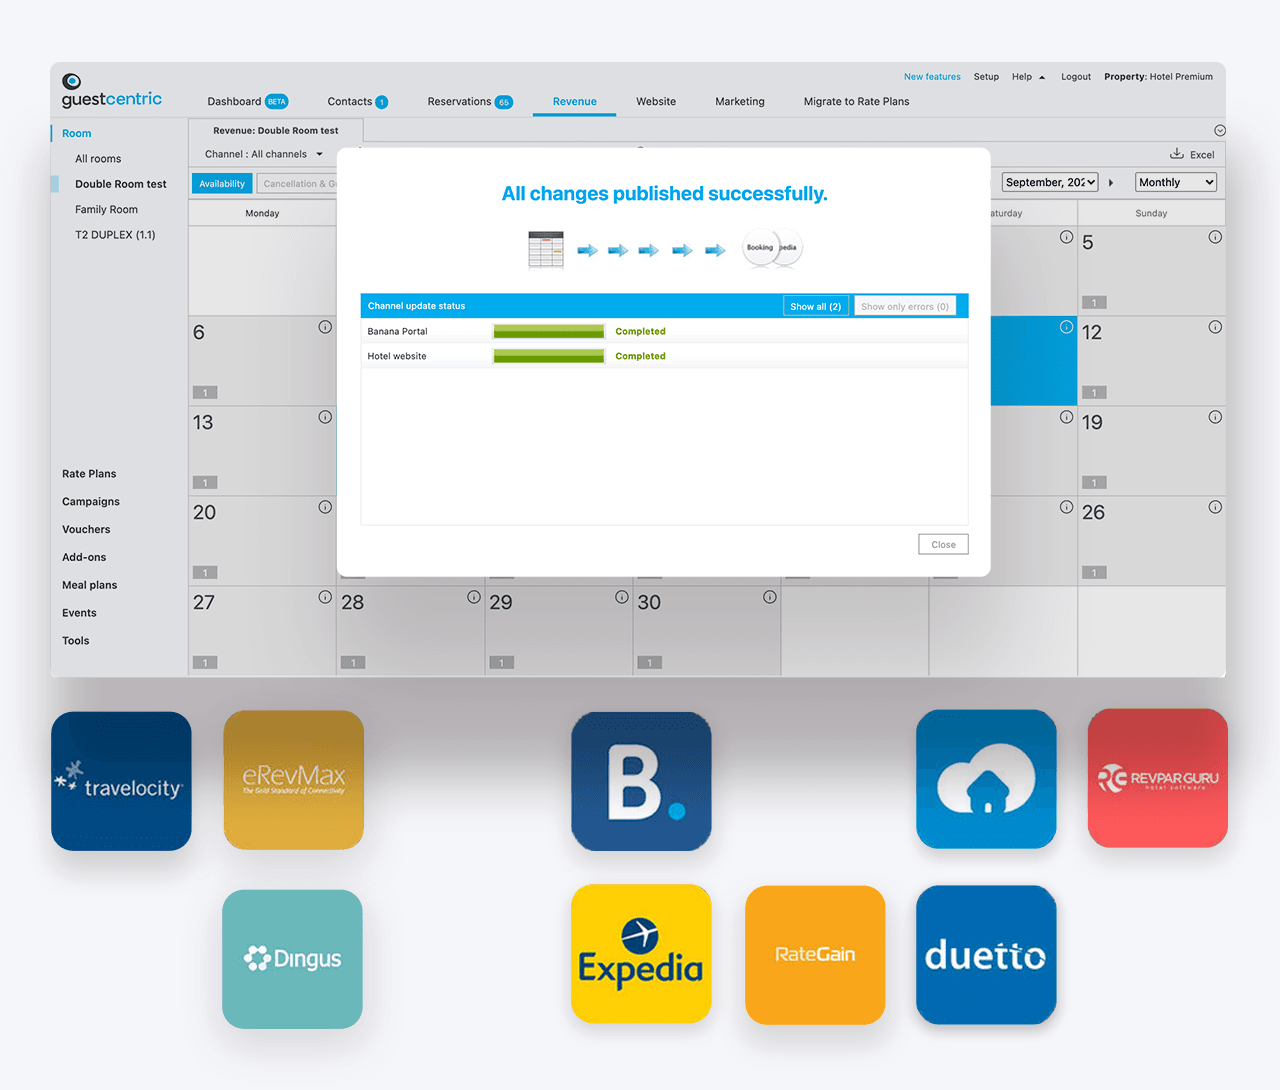 New features Setup Help Logout Property: Hotel Premium
guestcentric
Dashboard BETA Contacts 1 Reservations 65 Revenue Website Marketing Migrate to Rate Plans
Room
All rooms
Double Room test
Family Room
T2 DUPLEX (1.1)
Rate Plans
Campaigns
Vouchers
Add-ons
Meal plans
Events
Tools
Revenue: Double Room test
Channel : All channels
Excel
Availability Cancellation & G
September, 202 Monthly
Monday aturday Sunday
5
1
6 12
1 1
13 19
1 1
20 26
1 1
27 28 29 30
1 1 1 1
All changes published successfully.
Booking pedia
Channel update status Show all (2) Show only errors (0)
Banana Portal Completed
Hotel website Completed
Close
travelocity
eRevMax
The Gold Standard of Connectivity
B.
REVPAR GURU
hotel software
Dingus
Expedia
RateGain
duetto